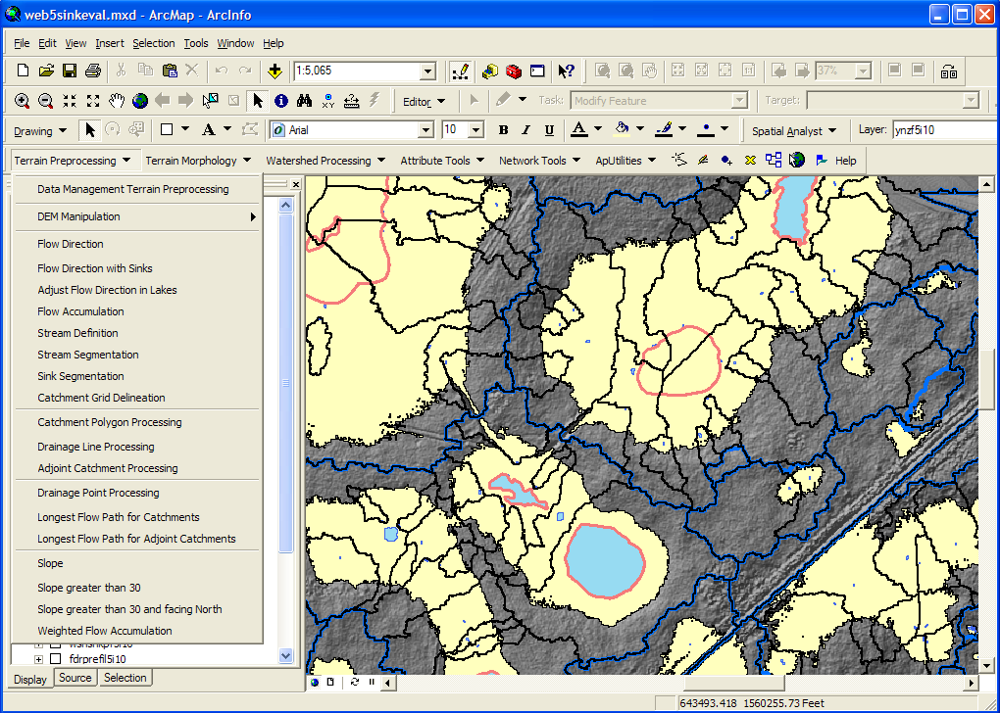 web5sinkeval.mxd - ArcMap - ArcInfo
File Edit View Insert Selection Tools Window Help
1:5,065 37%
Editor Task: Modify Feature Target:
Drawing A Arial 10 B I U A Spatial Analyst Layer: ynzf5i10
Terrain Preprocessing Terrain Morphology Watershed Processing Attribute Tools Network Tools ApUtilities Help
Data Management Terrain Preprocessing
DEM Manipulation
Flow Direction
Flow Direction with Sinks
Adjust Flow Direction in Lakes
Flow Accumulation
Stream Definition
Stream Segmentation
Sink Segmentation
Catchment Grid Delineation
Catchment Polygon Processing
Drainage Line Processing
Adjoint Catchment Processing
Drainage Point Processing
Longest Flow Path for Catchments
Longest Flow Path for Adjoint Catchments
Slope
Slope greater than 30
Slope greater than 30 and facing North
Weighted Flow Accumulation
fdrprefil5i10
Display Source Selection
643493.418 1560255.73 Feet